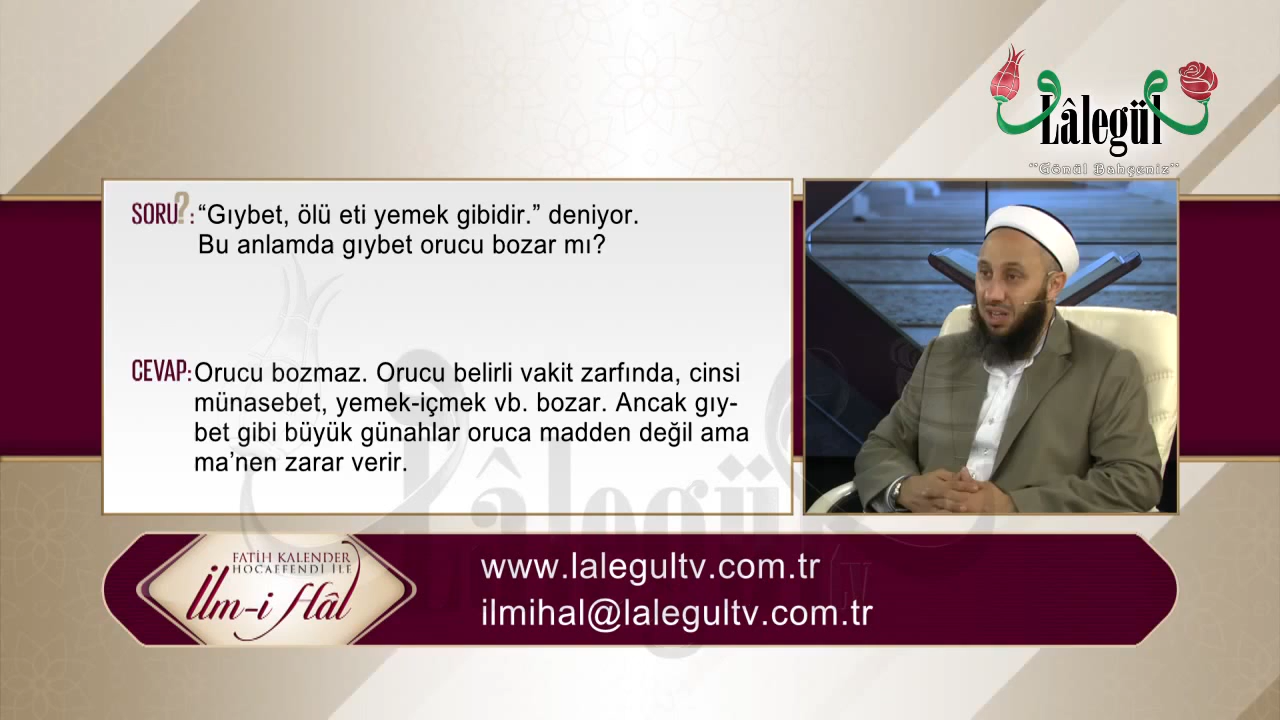 Lâlegül
"Gönül Bahçeniz"
SORU?: “Gıybet, ölü eti yemek gibidir.” deniyor.
Bu anlamda gıybet orucu bozar mı?
CEVAP: Orucu bozmaz. Orucu belirli vakit zarfında, cinsi
münasebet, yemek-içmek vb. bozar. Ancak gıy-
bet gibi büyük günahlar oruca madden değil ama
ma’nen zarar verir.
Lâlegül tv
FATİH KALENDER
HOCAEFENDİ İLE
İlm-i Hâl
www.lalegultv.com.tr
ilmihal@lalegultv.com.tr